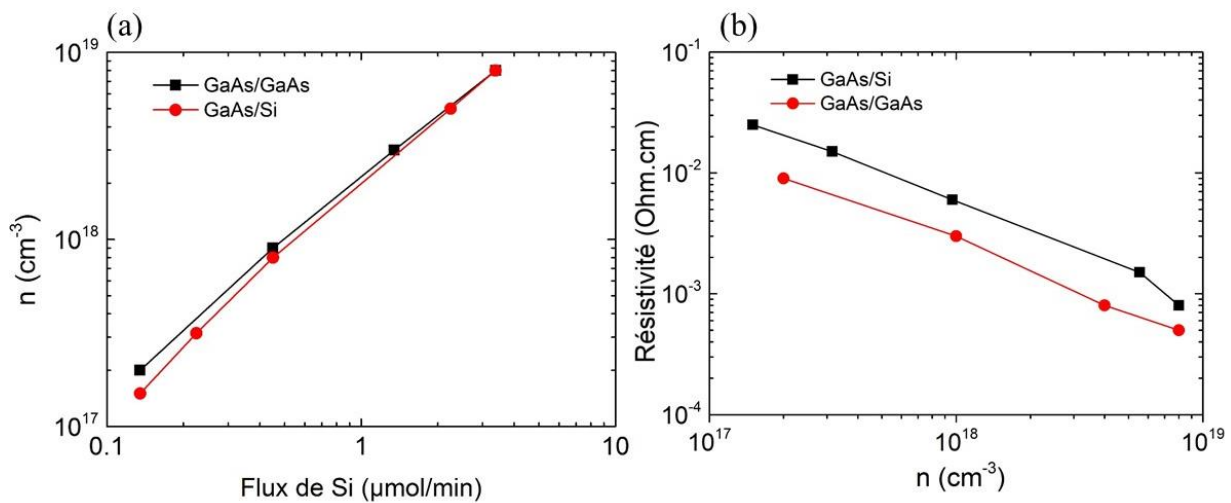 (a)
10^19
10^18
10^17
n (cm^-3)
GaAs/GaAs
GaAs/Si
0.1
1
10
Flux de Si (µmol/min)
(b)
10^-1
10^-2
10^-3
10^-4
Résistivité (Ohm.cm)
GaAs/Si
GaAs/GaAs
10^17
10^18
10^19
n (cm^-3)